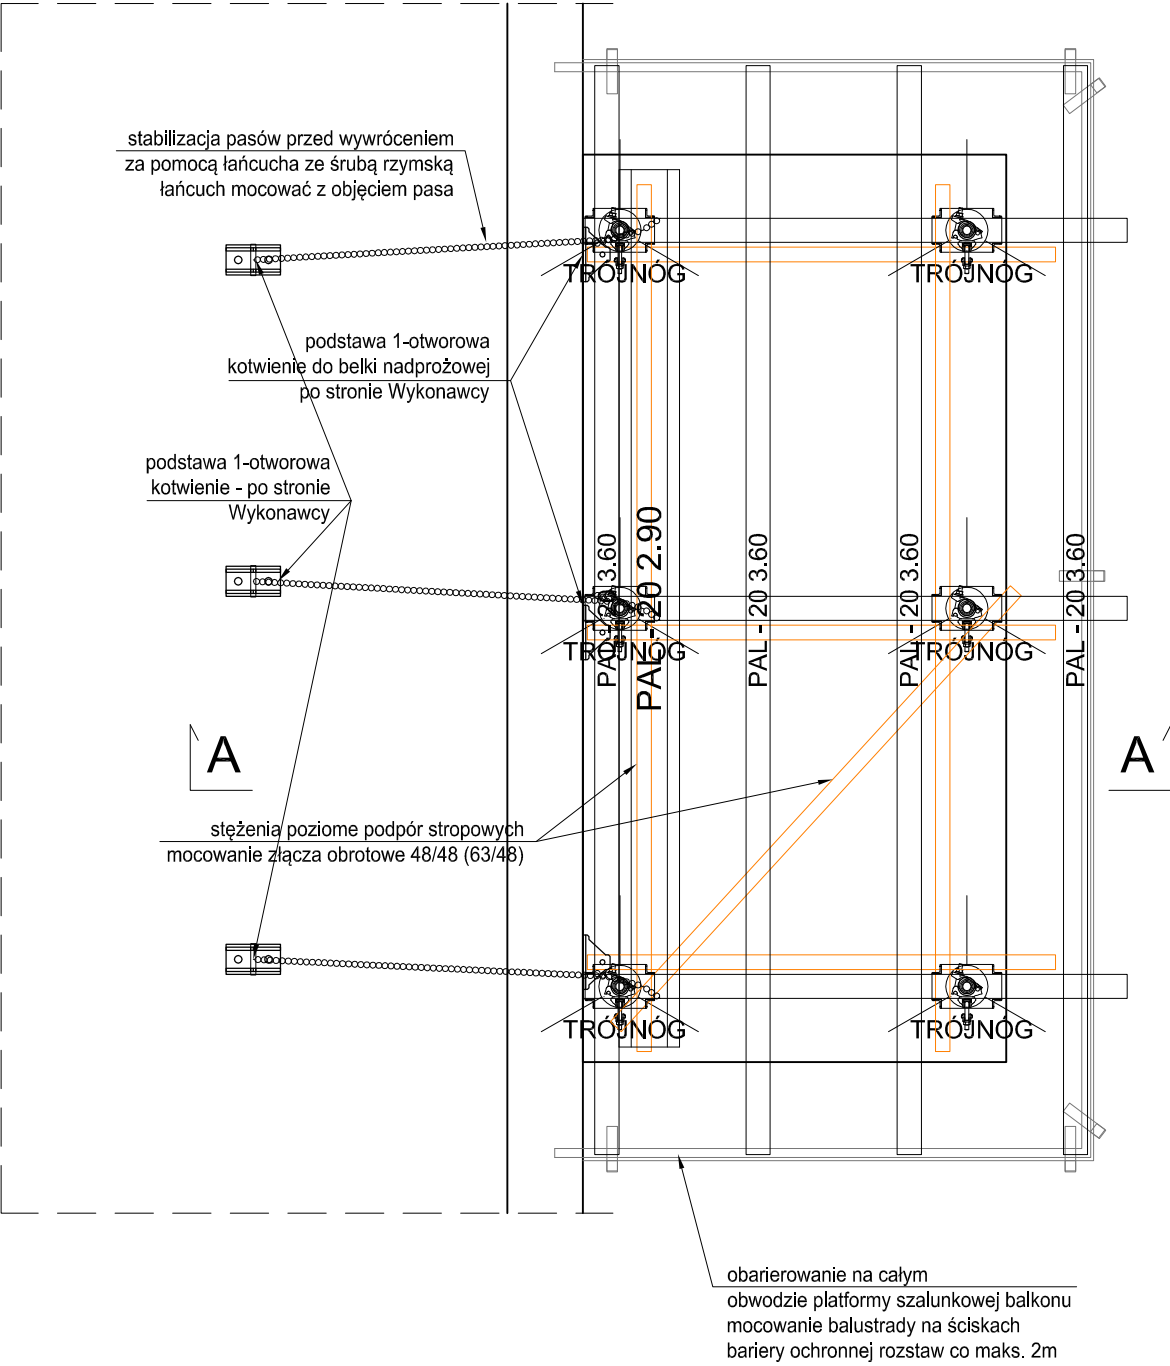 stabilizacja pasów przed wywróceniem
za pomocą łańcucha ze śrubą rzymską
łańcuch mocować z objęciem pasa
TRÓJNÓG
TRÓJNÓG
podstawa 1-otworowa
kotwienie do belki nadprożowej
po stronie Wykonawcy
podstawa 1-otworowa
kotwienie - po stronie
Wykonawcy
PAL - 20 3.60
PAL - 20 2.90
PAL - 20 3.60
PAL - 20 3.60
PAL - 20 3.60
TRÓJNÓG
TRÓJNÓG
A
A
stężenia poziome podpór stropowych
mocowanie złącza obrotowe 48/48 (63/48)
TRÓJNÓG
TRÓJNÓG
obarierowanie na całym
obwodzie platformy szalunkowej balkonu
mocowanie balustrady na ściskach
bariery ochronnej rozstaw co maks. 2m